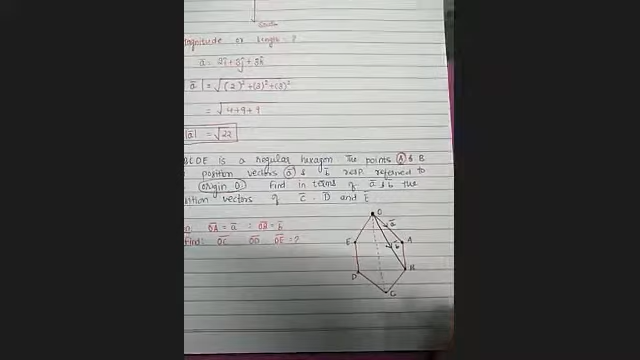 South
magnitude or length ?
ā = 2î + 3ĵ + 3k̂
|ā| = √(2)² + (3)² + (3)²
= √4+9+9
|ā| = √22
BCDE is a regular hexagon The points A & B
position vectors ā & b̄ resp referred to
origin O. Find in terms of ā & b̄ the
ition vectors of C̄ . D̄ and Ē
OA = ā ; OB = b̄
find: OC OD OE = ?
O
ā
E
A
b̄
B
D
C